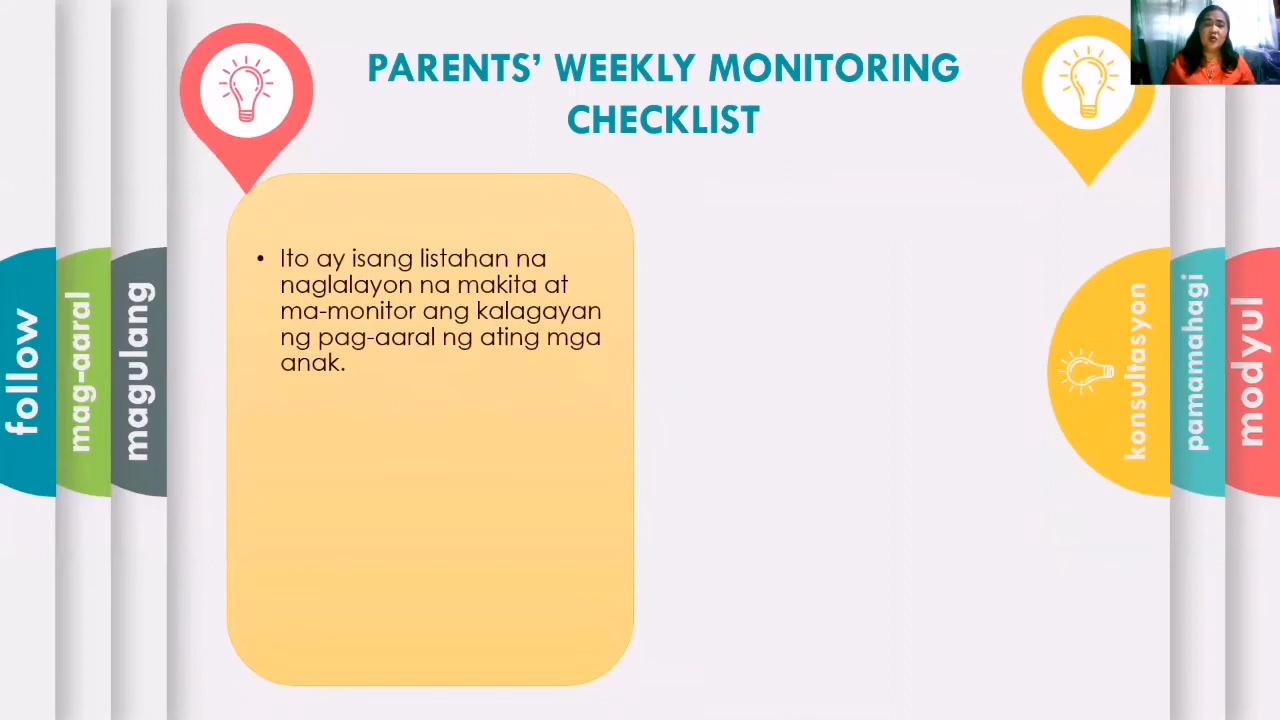 PARENTS’ WEEKLY MONITORING
CHECKLIST
• Ito ay isang listahan na
naglalayon na makita at
ma-monitor ang kalagayan
ng pag-aaral ng ating mga
anak.
follow
mag-aaral
magulang
konsultasyon
pamamahagi
modyul